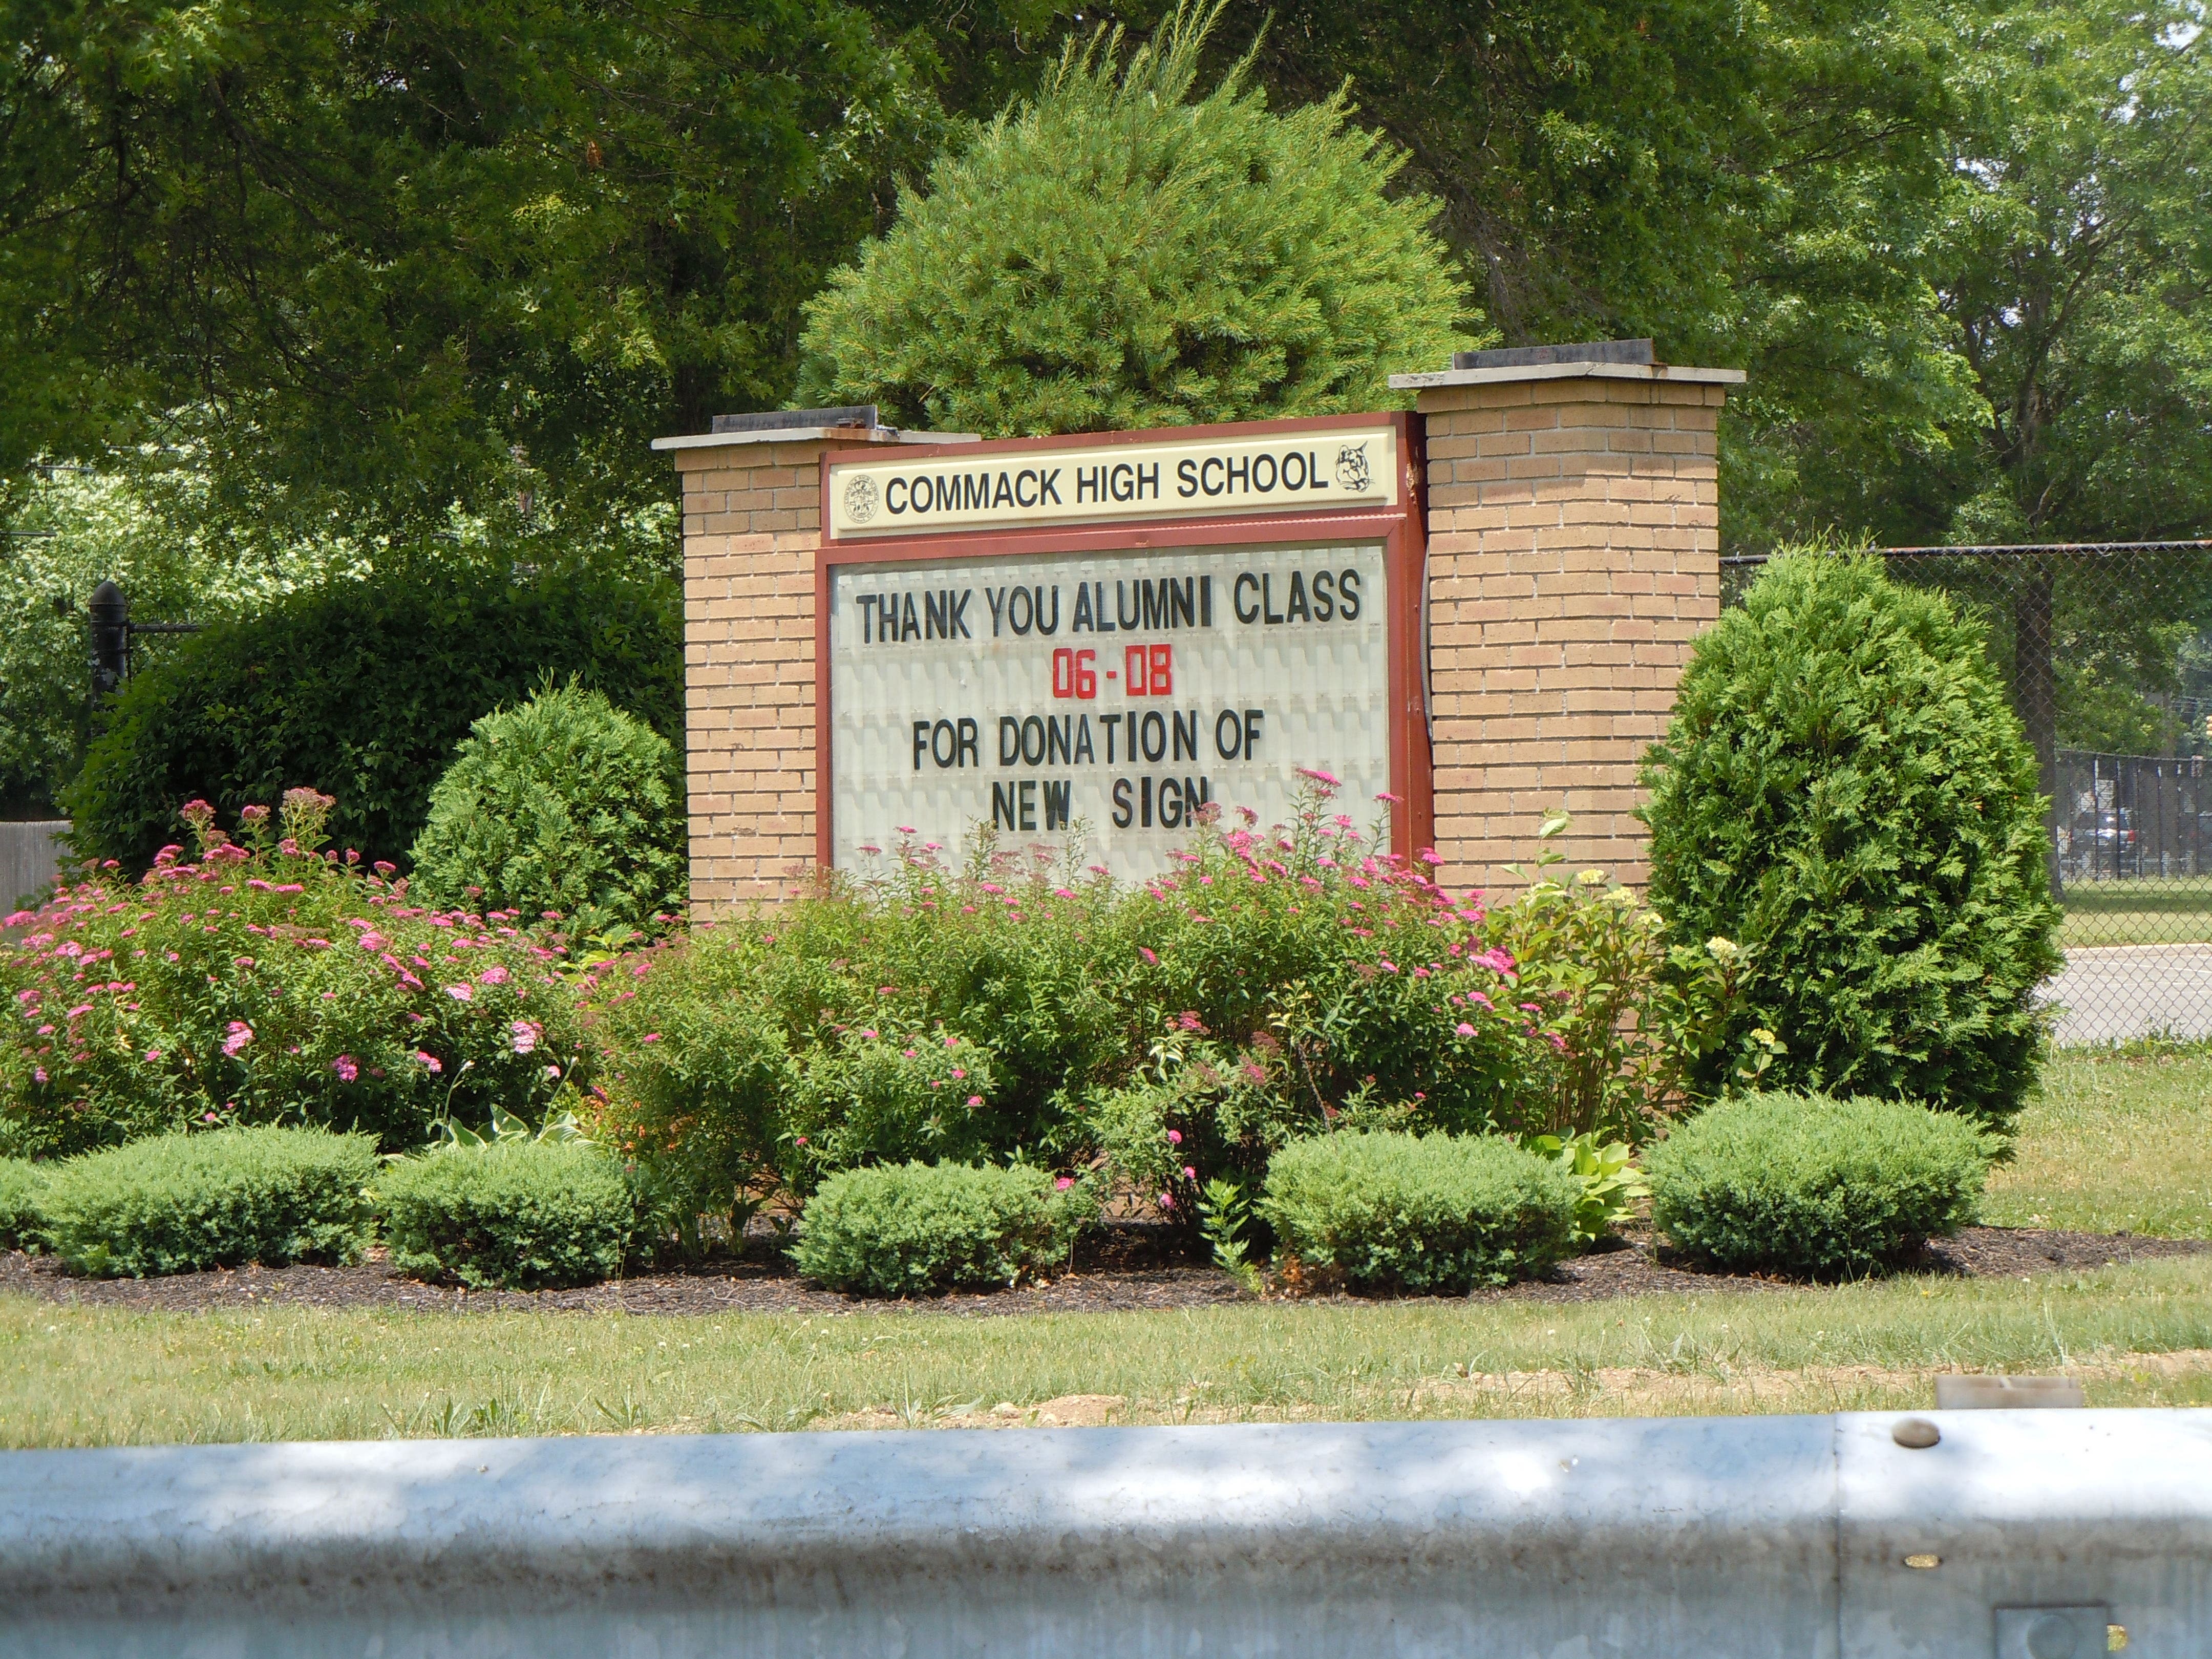 COMMACK HIGH SCHOOL
THANK YOU ALUMNI CLASS
06-08
FOR DONATION OF
NEW SIGN